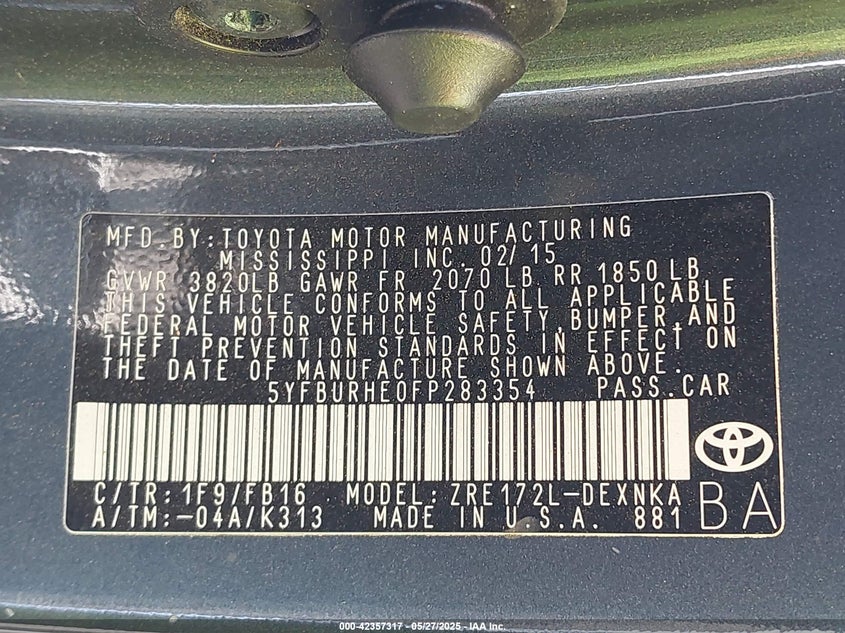 MFD. BY: TOYOTA MOTOR MANUFACTURING
MISSISSIPPI INC. 02/15
GVWR 3820LB GAWR FR 2070 LB RR 1850 LB
THIS VEHICLE CONFORMS TO ALL APPLICABLE
FEDERAL MOTOR VEHICLE SAFETY, BUMPER, AND
THEFT PREVENTION STANDARDS IN EFFECT ON
THE DATE OF MANUFACTURE SHOWN ABOVE.
5YFBURHE0FP283354 PASS. CAR
C/TR: 1F9/FB16 MODEL: ZRE172L-DEXNKA
A/TM: -04A/K313 MADE IN U.S.A. 881 BA
000-42357317 - 05/27/2025 - IAA Inc.